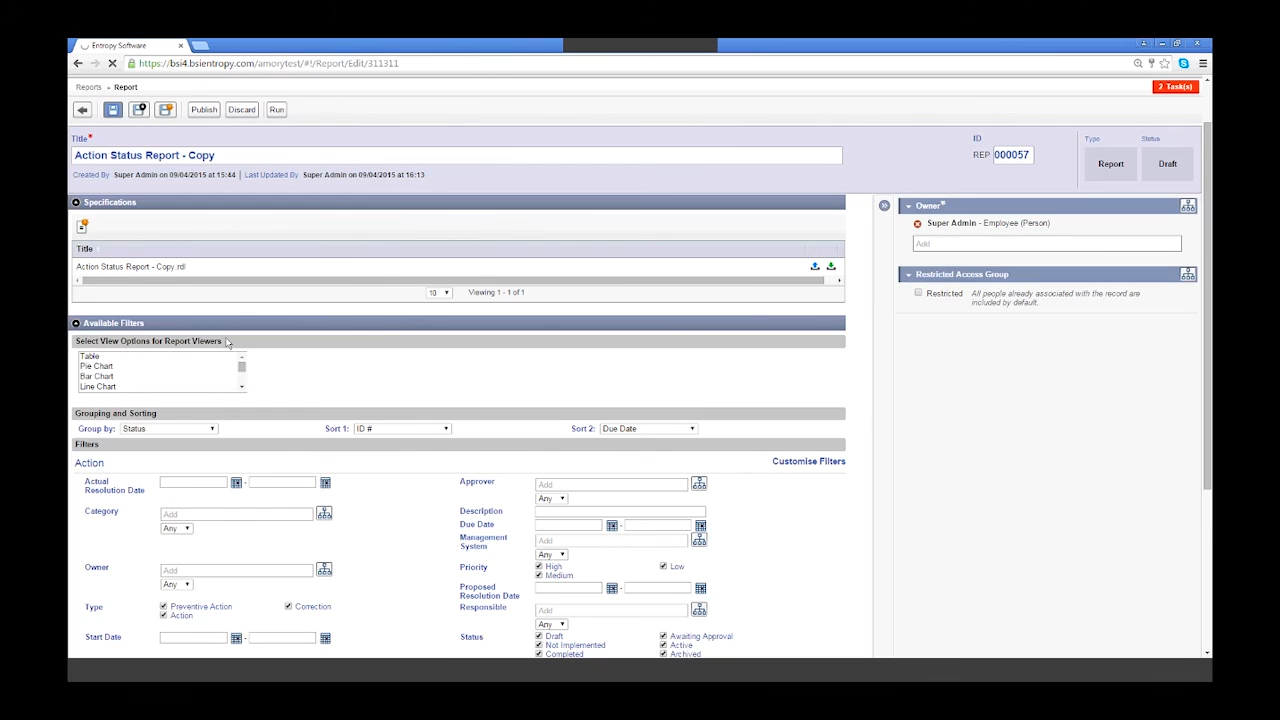 Entropy Software
https://bsi4.bsientropy.com/amorytest/#!/Report/Edit/311311
Reports Report
2 Task(s)
Publish Discard Run
Title*
Action Status Report - Copy
ID
REP 000057
Type
Report
Status
Draft
Created By Super Admin on 09/04/2015 at 15:44 | Last Updated By Super Admin on 09/04/2015 at 16:13
Specifications
Title
Action Status Report - Copy.rdl
10 Viewing 1 - 1 of 1
Owner*
Super Admin - Employee (Person)
Add
Restricted Access Group
Restricted All people already associated with the record are
included by default.
Available Filters
Select View Options for Report Viewers
Table
Pie Chart
Bar Chart
Line Chart
Grouping and Sorting
Group by: Status Sort 1: ID # Sort 2: Due Date
Filters
Action Customise Filters
Actual
Resolution Date
-
Category
Add
Any
Owner
Add
Any
Type
Preventive Action Correction
Action
Start Date
-
Approver
Add
Any
Description
Due Date
-
Management
System
Add
Any
Priority
High Low
Medium
Proposed
Resolution Date
-
Responsible
Add
Any
Status
Draft Awaiting Approval
Not Implemented Active
Completed Archived